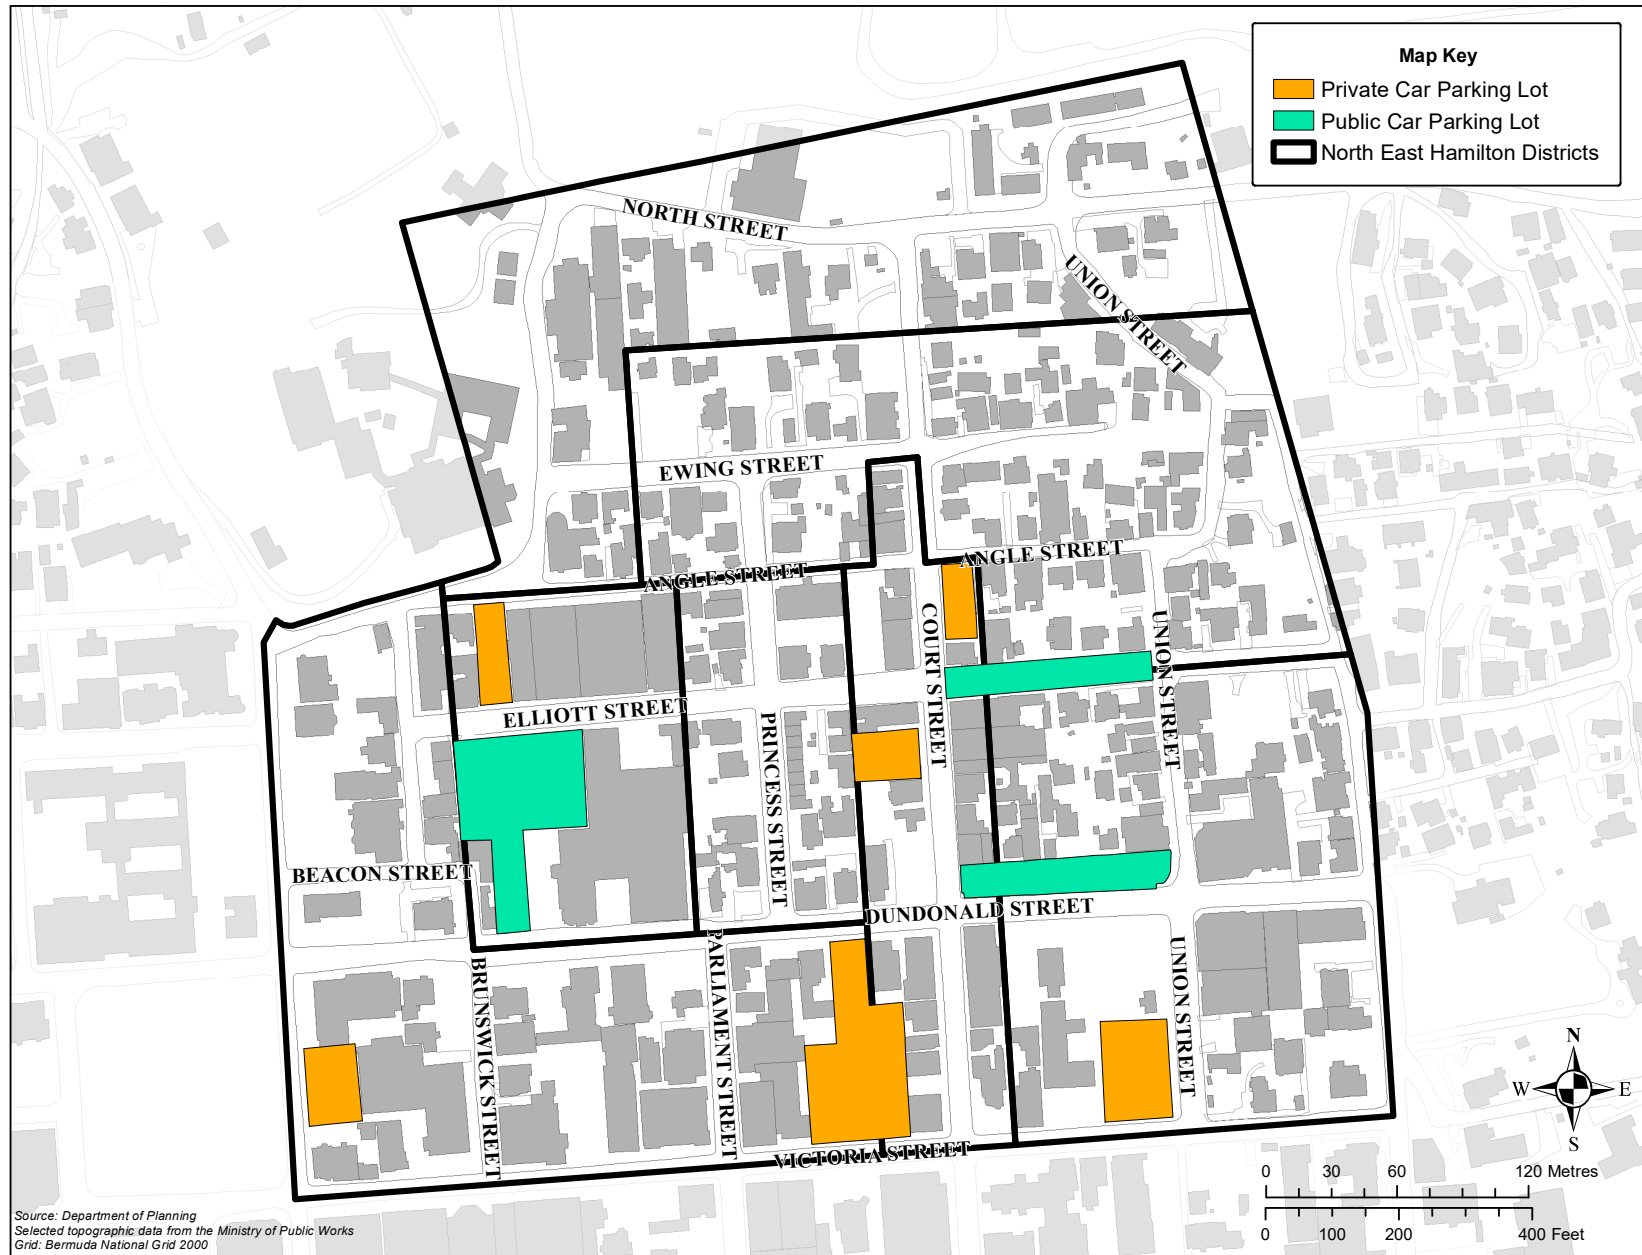 Map Key
Private Car Parking Lot
Public Car Parking Lot
North East Hamilton Districts
NORTH STREET
UNION STREET
EWING STREET
ANGLE STREET
ANGLE STREET
COURT STREET
UNION STREET
ELLIOTT STREET
PRINCESS STREET
BEACON STREET
DUNDONALD STREET
BRUNSWICK STREET
PARLIAMENT STREET
UNION STREET
VICTORIA STREET
N
W E
S
0 30 60 120 Metres
0 100 200 400 Feet
Source: Department of Planning
Selected topographic data from the Ministry of Public Works
Grid: Bermuda National Grid 2000